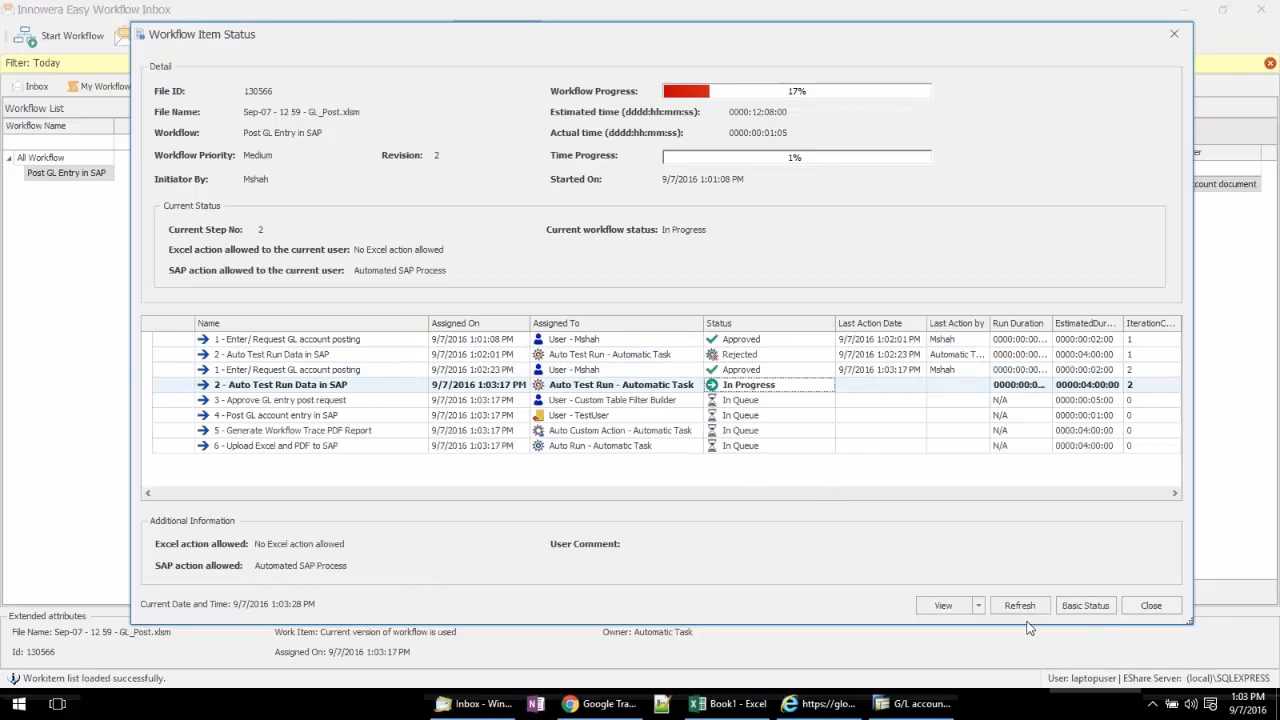 Innowera Easy Workflow Inbox
Start Workflow
Filter: Today
Inbox My Workflow
Workflow List
Workflow Name
All Workflow
Post GL Entry in SAP
Workflow Item Status
Detail
File ID: 130566
File Name: Sep-07 - 12 59 - GL_Post.xlsm
Workflow: Post GL Entry in SAP
Workflow Priority: Medium Revision: 2
Initiator By: Mshah
Workflow Progress: 17%
Estimated time (dddd:hh:mm:ss): 0000:12:08:00
Actual time (dddd:hh:mm:ss): 0000:00:01:05
Time Progress: 1%
Started On: 9/7/2016 1:01:08 PM
Current Status
Current Step No: 2 Current workflow status: In Progress
Excel action allowed to the current user: No Excel action allowed
SAP action allowed to the current user: Automated SAP Process
Name Assigned On Assigned To Status Last Action Date Last Action by Run Duration EstimatedDur... IterationC...
1 - Enter/ Request GL account posting 9/7/2016 1:01:08 PM User - Mshah Approved 9/7/2016 1:02:01 PM Mshah 0000:00:00... 0000:00:02:00 1
2 - Auto Test Run Data in SAP 9/7/2016 1:02:01 PM Auto Test Run - Automatic Task Rejected 9/7/2016 1:02:23 PM Automatic T... 0000:00:00... 0000:04:00:00 1
1 - Enter/ Request GL account posting 9/7/2016 1:02:23 PM User - Mshah Approved 9/7/2016 1:03:17 PM Mshah 0000:00:00... 0000:00:02:00 2
2 - Auto Test Run Data in SAP 9/7/2016 1:03:17 PM Auto Test Run - Automatic Task In Progress 0000:00:0... 0000:04:00:00 2
3 - Approve GL entry post request 9/7/2016 1:03:17 PM User - Custom Table Filter Builder In Queue N/A 0000:00:05:00 0
4 - Post GL account entry in SAP 9/7/2016 1:03:17 PM User - TestUser In Queue N/A 0000:00:01:00 0
5 - Generate Workflow Trace PDF Report 9/7/2016 1:03:17 PM Auto Custom Action - Automatic Task In Queue N/A 0000:04:00:00 0
6 - Upload Excel and PDF to SAP 9/7/2016 1:03:17 PM Auto Run - Automatic Task In Queue N/A 0000:04:00:00 0
Additional Information
Excel action allowed: No Excel action allowed User Comment:
SAP action allowed: Automated SAP Process
Current Date and Time: 9/7/2016 1:03:28 PM
View Refresh Basic Status Close
Extended attributes
File Name: Sep-07 - 12 59 - GL_Post.xlsm Work Item: Current version of workflow is used Owner: Automatic Task
Id: 130566 Assigned On: 9/7/2016 1:03:17 PM
Workitem list loaded successfully. User: laptopuser | EShare Server: (local)\SQLEXPRESS
Inbox - Win... Google Tra... Book1 - Excel https://glo... G/L accoun...
1:03 PM
9/7/2016